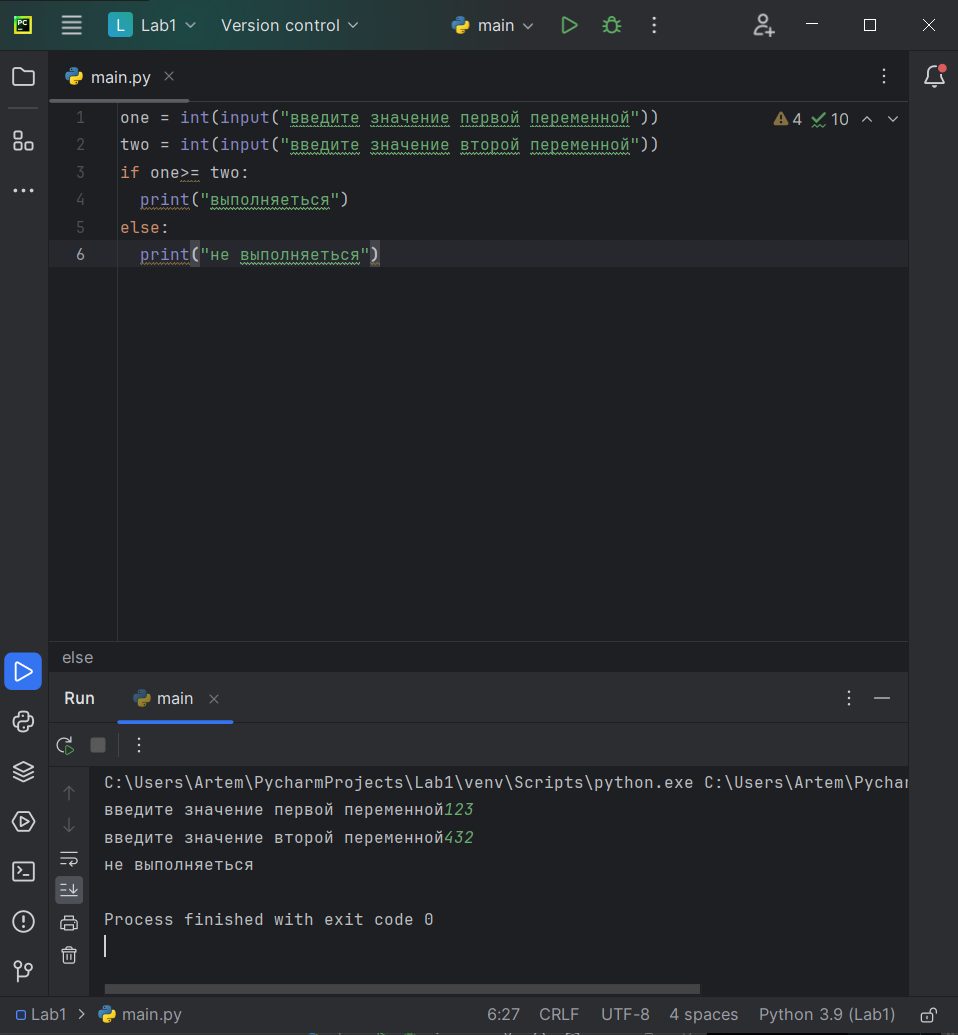 PC L Lab1 Version control main
main.py
1 one = int(input("введите значение первой переменной")) 4 10
2 two = int(input("введите значение второй переменной"))
3 if one>= two:
4 print("выполняеться")
5 else:
6 print("не выполняеться")
else
Run main
C:\Users\Artem\PycharmProjects\Lab1\venv\Scripts\python.exe C:\Users\Artem\Pychar
введите значение первой переменной123
введите значение второй переменной432
не выполняеться
Process finished with exit code 0
Lab1 > main.py 6:27 CRLF UTF-8 4 spaces Python 3.9 (Lab1)